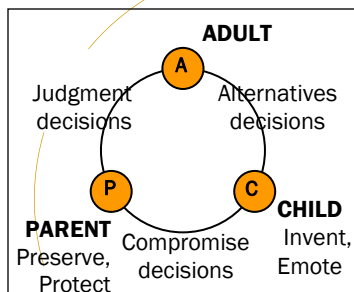 ADULT
A
Judgment
decisions
Alternatives
decisions
P
C
PARENT
Preserve,
Protect
Compromise
decisions
CHILD
Invent,
Emote